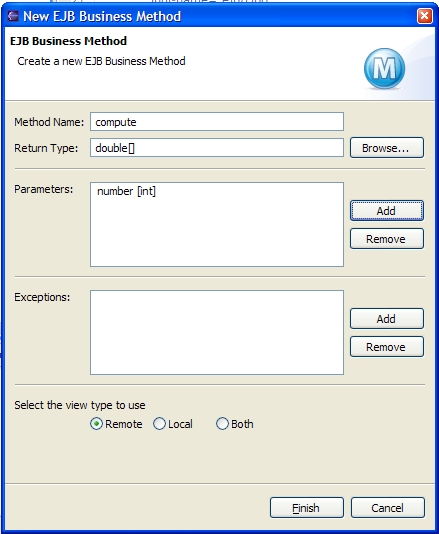 New EJB Business Method
EJB Business Method
Create a new EJB Business Method
M
Method Name: compute
Return Type: double[] Browse...
Parameters: number [int]
Add
Remove
Exceptions:
Add
Remove
Select the view type to use
Remote Local Both
Finish Cancel